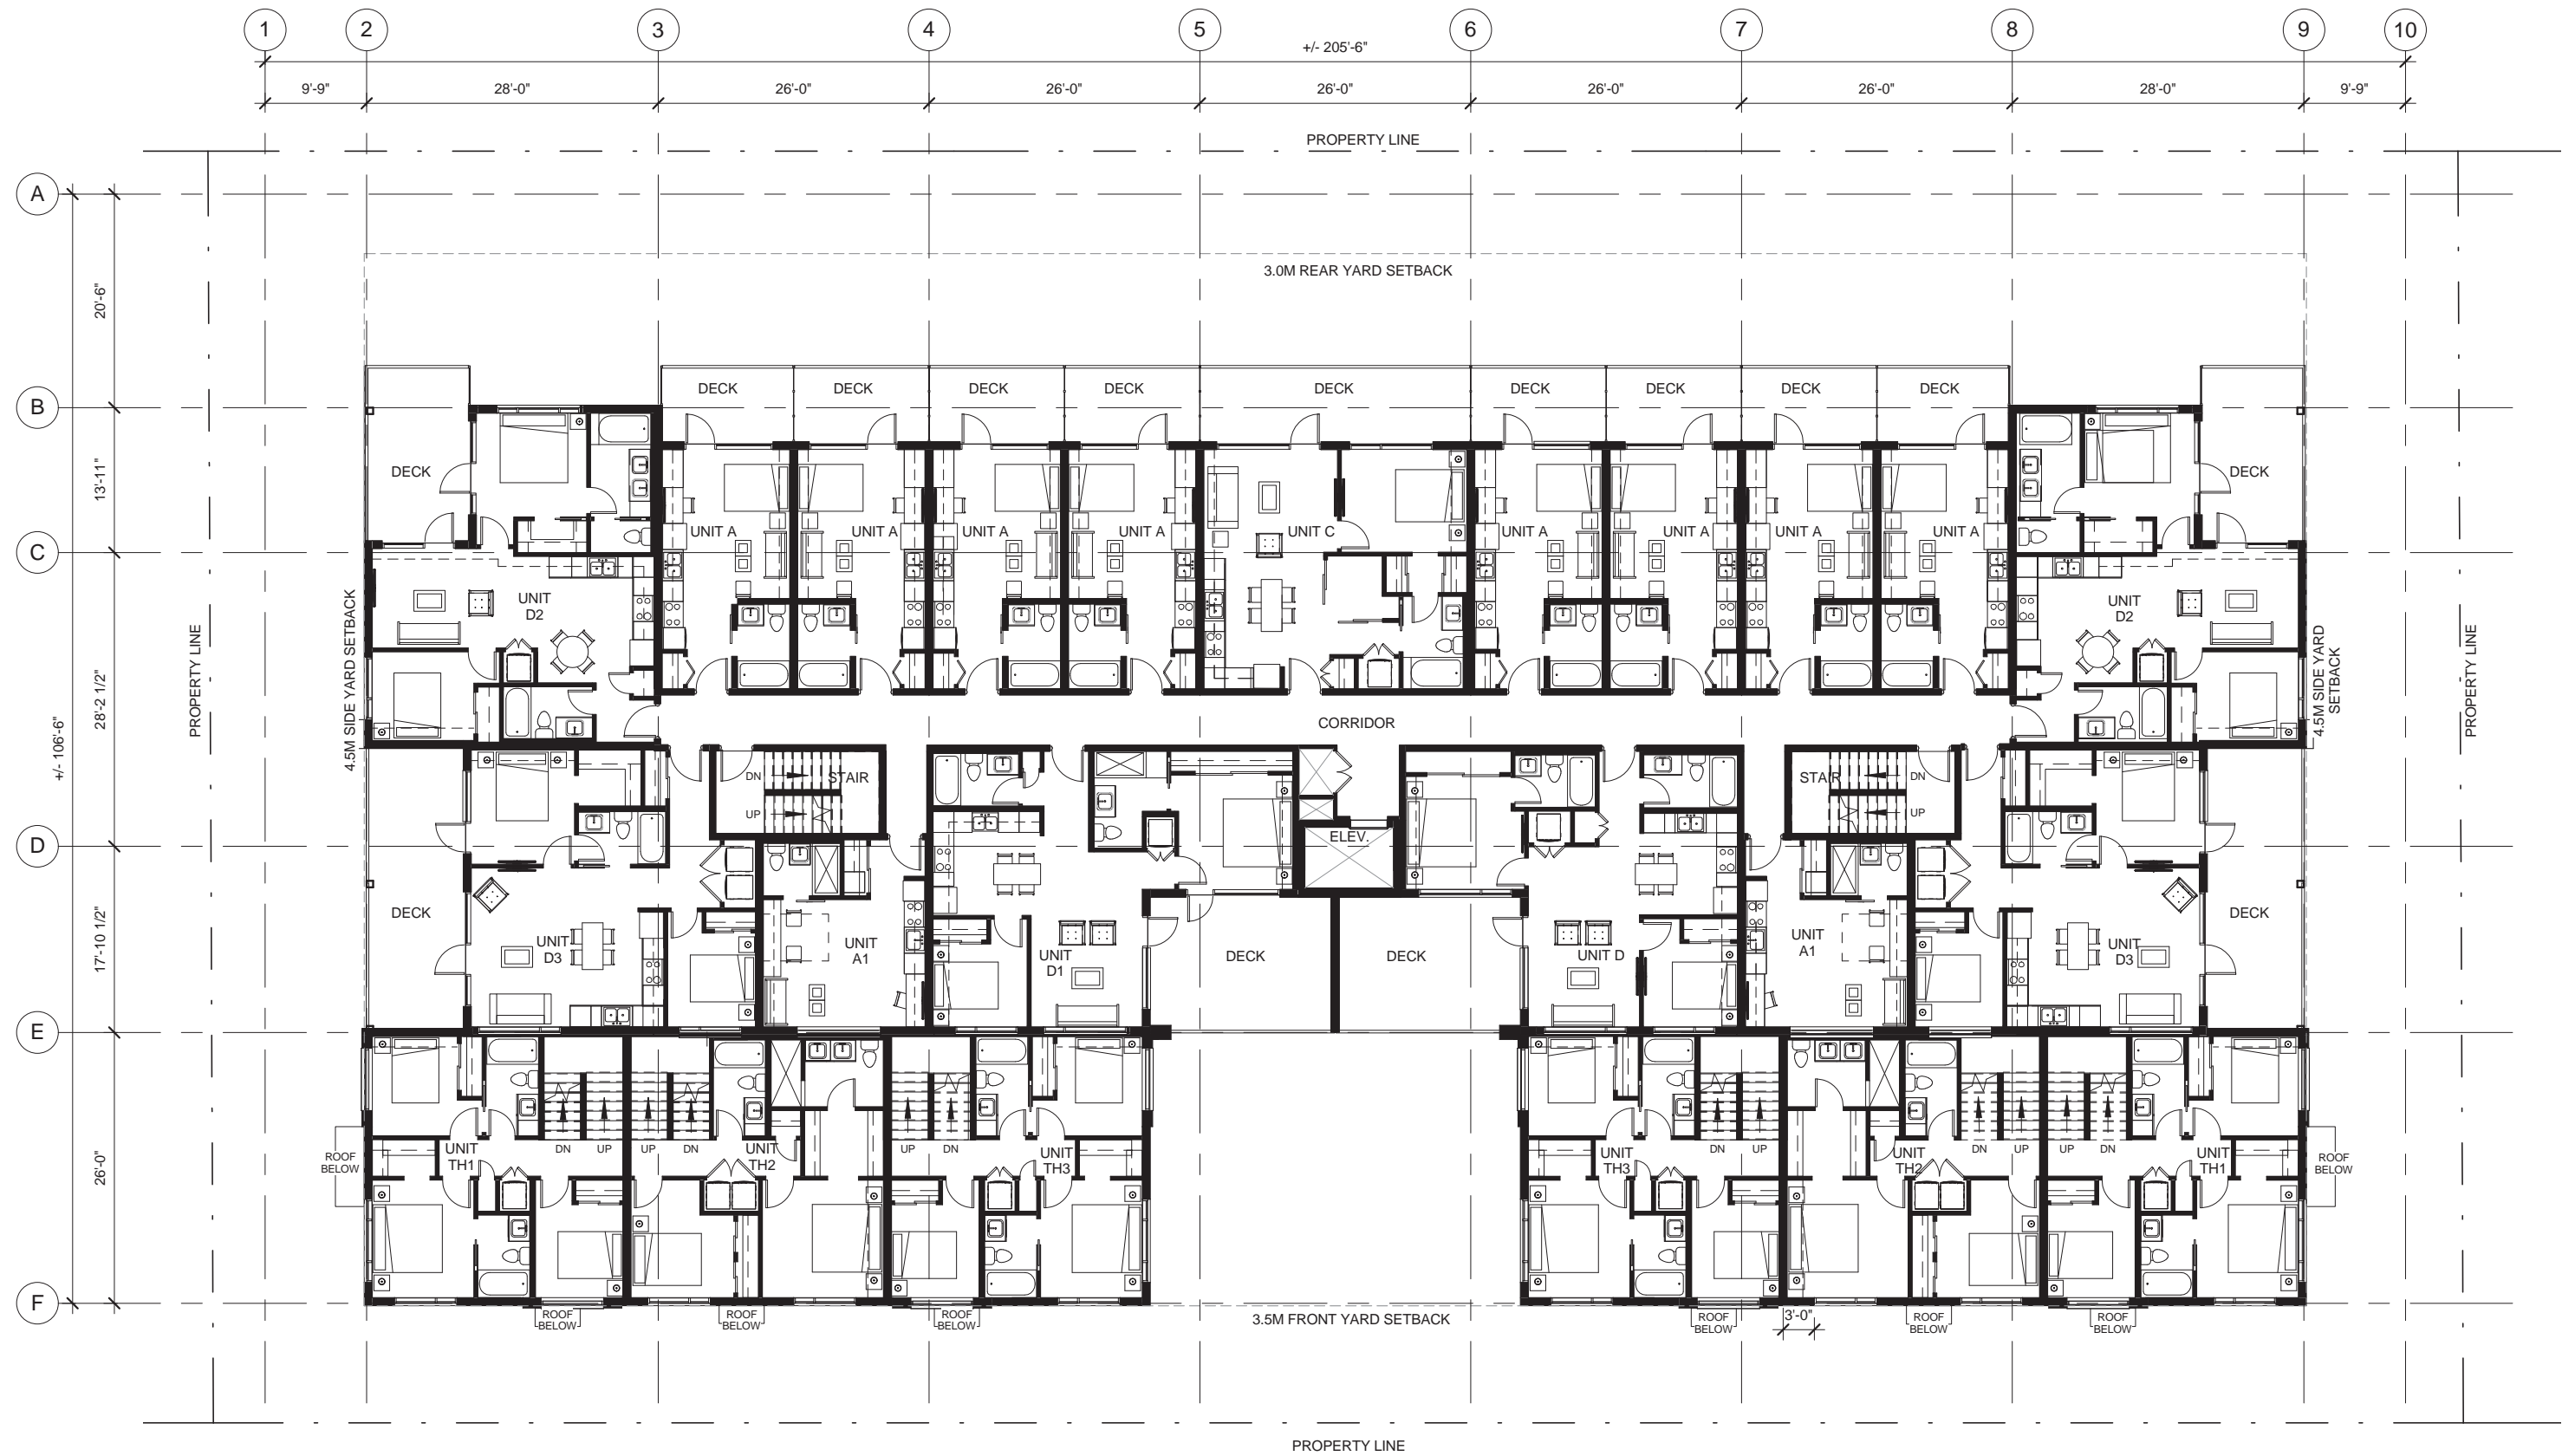 1 2 3 4 5 6 7 8 9 10
+/- 205'-6"
9'-9" 28'-0" 26'-0" 26'-0" 26'-0" 26'-0" 26'-0" 28'-0" 9'-9"
PROPERTY LINE
A
3.0M REAR YARD SETBACK
20'-6"
DECK DECK DECK DECK DECK DECK DECK DECK DECK
B
DECK
DECK
13'-11"
UNIT A UNIT A UNIT A UNIT A UNIT C UNIT A UNIT A UNIT A UNIT A
C
UNIT
D2
UNIT
D2
PROPERTY LINE
4.5M SIDE YARD SETBACK
4.5M SIDE YARD
SETBACK
PROPERTY LINE
28'-2 1/2"
+/- 106'-6"
CORRIDOR
DN
STAIR
UP
STAIR
DN
UP
D
ELEV.
DECK
DECK
17'-10 1/2"
UNIT
D3
UNIT
A1
UNIT
D1
DECK
DECK
UNIT D
UNIT
A1
UNIT
D3
E
26'-0"
ROOF
BELOW
UNIT
TH1
DN UP
UP DN
UNIT
TH2
UP DN
UNIT
TH3
UNIT
TH3
DN UP
UNIT
TH2
DN UP
UP DN
UNIT
TH1
ROOF
BELOW
F
ROOF
BELOW
ROOF
BELOW
ROOF
BELOW
3.5M FRONT YARD SETBACK
ROOF
BELOW
3'-0"
ROOF
BELOW
ROOF
BELOW
PROPERTY LINE